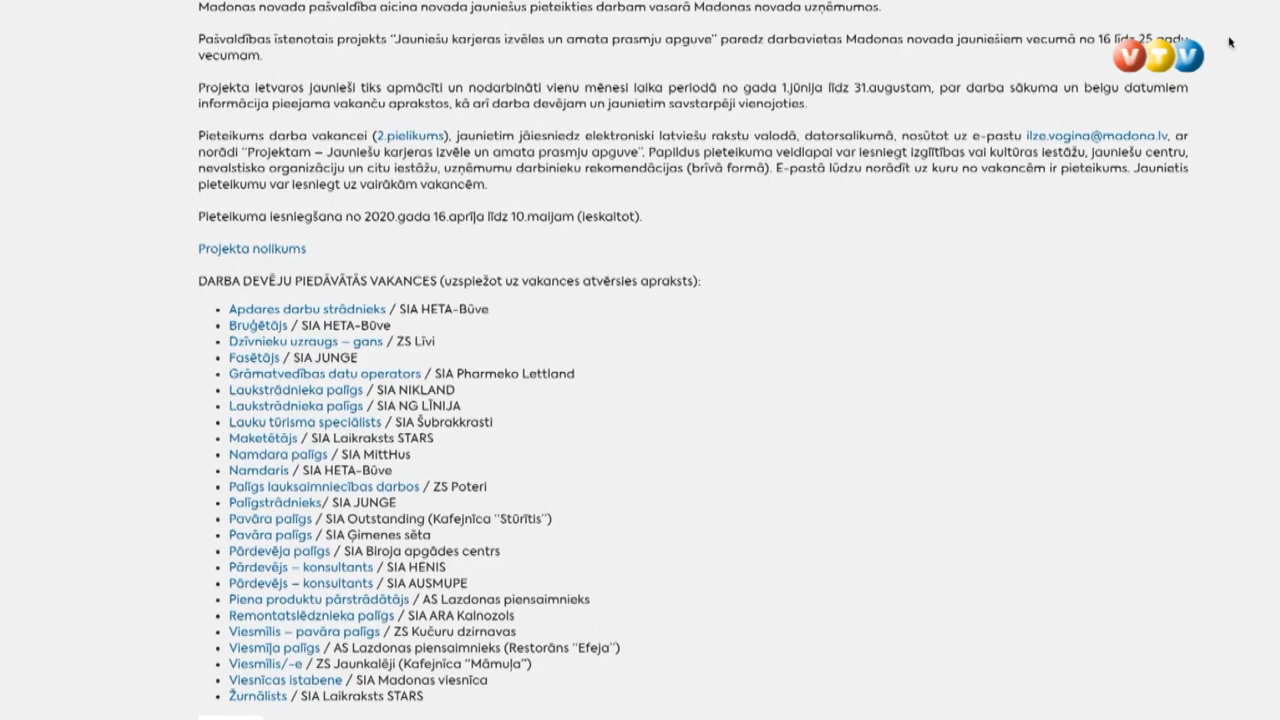 Madonas novada pašvaldība aicina novada jauniešus pieteikties darbam vasarā Madonas novada uzņēmumos.
Pašvaldības īstenotais projekts "Jauniešu karjeras izvēles un amata prasmju apguve" paredz darbavietas Madonas novada jauniešiem vecumā no 16 līdz 25 gadu
vecumam.
VTV
Projekta ietvaros jaunieši tiks apmācīti un nodarbināti vienu mēnesi laika periodā no gada 1.jūnija līdz 31.augustam, par darba sākuma un beigu datumiem
informācija pieejama vakanču aprakstos, kā arī darba devējam un jaunietim savstarpēji vienojoties.
Pieteikums darba vakancei (2.pielikums), jaunietim jāiesniedz elektroniski latviešu rakstu valodā, datorsalikumā, nosūtot uz e-pastu ilze.vogina@madona.lv, ar
norādi "Projektam – Jauniešu karjeras izvēle un amata prasmju apguve". Papildus pieteikuma veidlapai var iesniegt izglītības vai kultūras iestāžu, jauniešu centru,
nevalstisko organizāciju un citu iestāžu, uzņēmumu darbinieku rekomendācijas (brīvā formā). E-pastā lūdzu norādīt uz kuru no vakancēm ir pieteikums. Jaunietis
pieteikumu var iesniegt uz vairākām vakancēm.
Pieteikuma iesniegšana no 2020.gada 16.aprīļa līdz 10.maijam (ieskaitot).
Projekta nolikums
DARBA DEVĒJU PIEDĀVĀTĀS VAKANCES (uzspiežot uz vakances atvērsies apraksts):
• Apdares darbu strādnieks / SIA HETA-Būve
• Bruģētājs / SIA HETA-Būve
• Dzīvnieku uzraugs – gans / ZS Līvi
• Fasētājs / SIA JUNGE
• Grāmatvedības datu operators / SIA Pharmeko Lettland
• Laukstrādnieka palīgs / SIA NIKLAND
• Laukstrādnieka palīgs / SIA NG LĪNIJA
• Lauku tūrisma speciālists / SIA Šubrakkrasti
• Maketētājs / SIA Laikraksts STARS
• Namdara palīgs / SIA MittHus
• Namdaris / SIA HETA-Būve
• Palīgs lauksaimniecības darbos / ZS Poteri
• Palīgstrādnieks/ SIA JUNGE
• Pavāra palīgs / SIA Outstanding (Kafejnīca "Stūrītis")
• Pavāra palīgs / SIA Ģimenes sēta
• Pārdevēja palīgs / SIA Biroja apgādes centrs
• Pārdevējs – konsultants / SIA HENIS
• Pārdevējs – konsultants / SIA AUSMUPE
• Piena produktu pārstrādātājs / AS Lazdonas piensaimnieks
• Remontatslēdznieka palīgs / SIA ARA Kalnozols
• Viesmīlis – pavāra palīgs / ZS Kučuru dzirnavas
• Viesmīļa palīgs / AS Lazdonas piensaimnieks (Restorāns "Efeja")
• Viesmīlis/-e / ZS Jaunkalēji (Kafejnīca "Māmuļa")
• Viesnīcas istabene / SIA Madonas viesnīca
• Žurnālists / SIA Laikraksts STARS